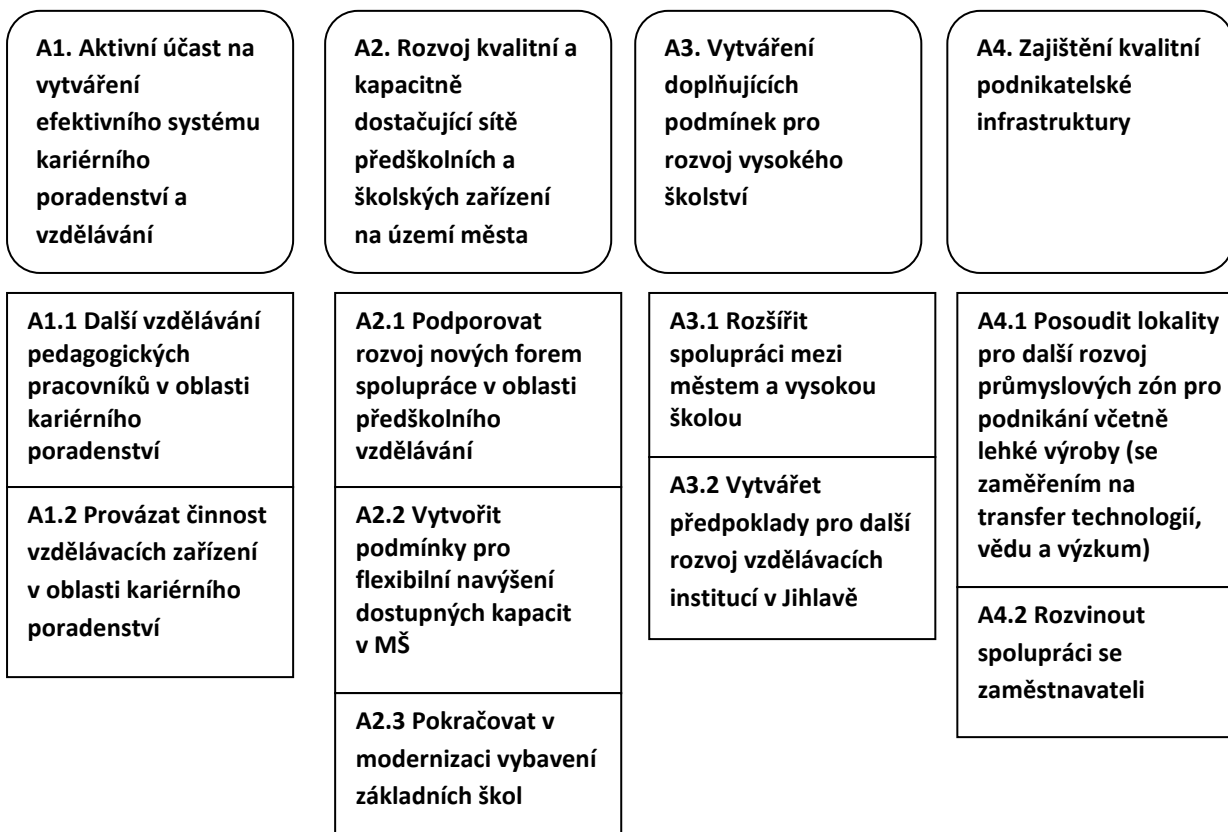 A1. Aktivní účast na
vytváření
efektivního systému
kariérního
poradenství a
vzdělávání
A2. Rozvoj kvalitní a
kapacitně
dostačující sítě
předškolních a
školských zařízení
na území města
A3. Vytváření
doplňujících
podmínek pro
rozvoj vysokého
školství
A4. Zajištění kvalitní
podnikatelské
infrastruktury
A1.1 Další vzdělávání
pedagogických
pracovníků v oblasti
kariérního
poradenství
A1.2 Provázat činnost
vzdělávacích zařízení
v oblasti kariérního
poradenství
A2.1 Podporovat
rozvoj nových forem
spolupráce v oblasti
předškolního
vzdělávání
A2.2 Vytvořit
podmínky pro
flexibilní navýšení
dostupných kapacit
v MŠ
A2.3 Pokračovat v
modernizaci vybavení
základních škol
A3.1 Rozšířit
spolupráci mezi
městem a vysokou
školou
A3.2 Vytvářet
předpoklady pro další
rozvoj vzdělávacích
institucí v Jihlavě
A4.1 Posoudit lokality
pro další rozvoj
průmyslových zón pro
podnikání včetně
lehké výroby (se
zaměřením na
transfer technologií,
vědu a výzkum)
A4.2 Rozvinout
spolupráci se
zaměstnavateli